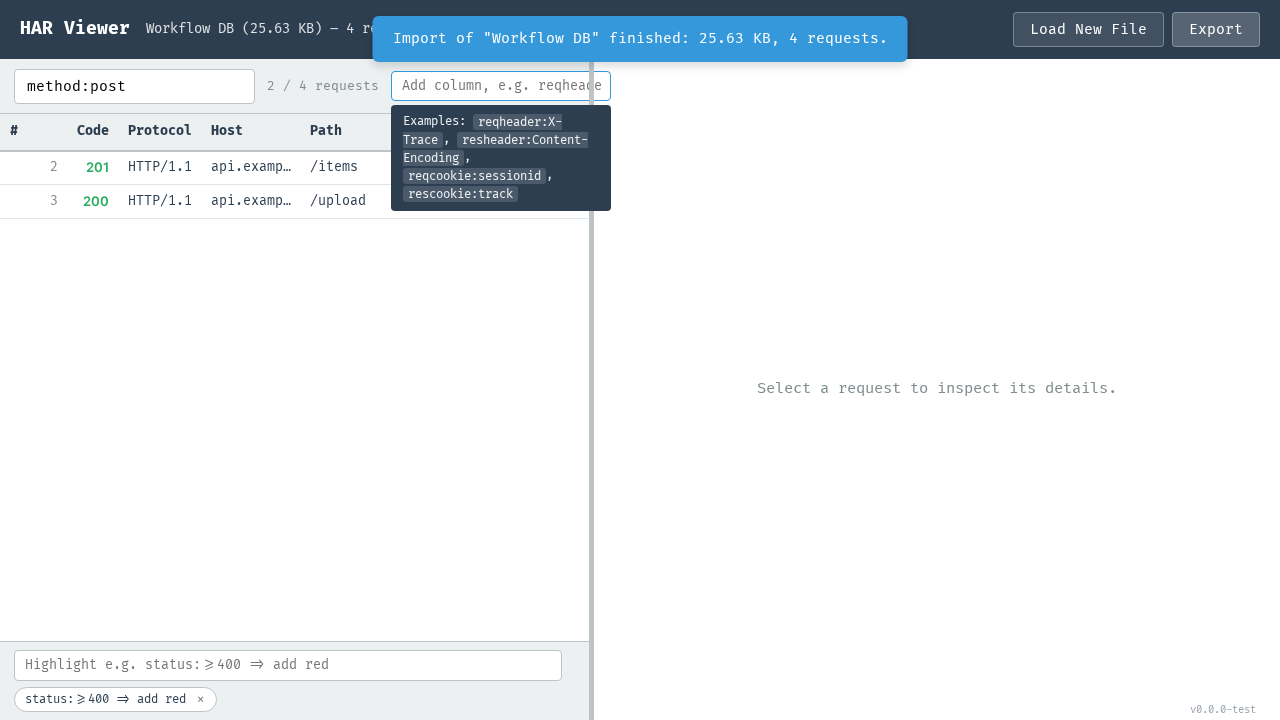 HAR Viewer
Workflow DB (25.63 KB) — 4 re
Import of "Workflow DB" finished: 25.63 KB, 4 requests.
Load New File
Export
method:post
2 / 4 requests
Add column, e.g. reqheade
Examples: reqheader:X-
Trace, resheader:Content-
Encoding,
reqcookie:sessionid,
rescookie:track
# Code Protocol Host Path
2 201 HTTP/1.1 api.examp… /items
3 200 HTTP/1.1 api.examp… /upload
Select a request to inspect its details.
Highlight e.g. status:>=400 => add red
status:>=400 => add red ×
v0.0.0-test